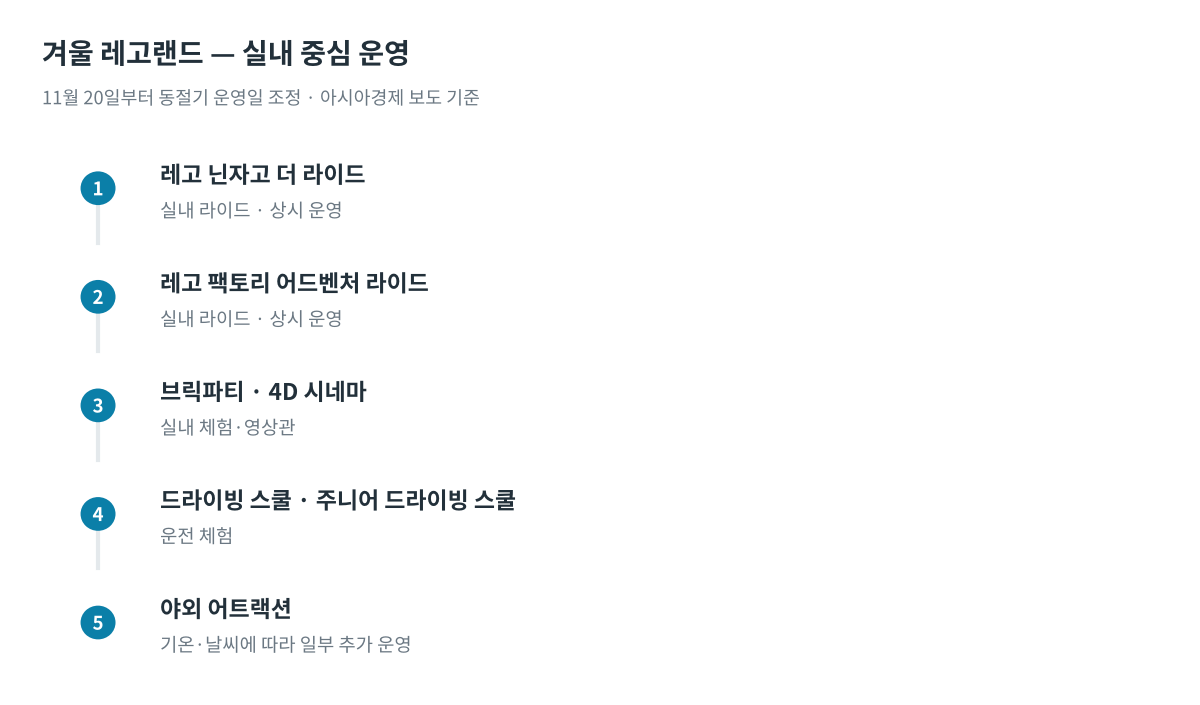 겨울 레고랜드 — 실내 중심 운영
11월 20일부터 동절기 운영일 조정 · 아시아경제 보도 기준
1
레고 닌자고 더 라이드
실내 라이드 · 상시 운영
2
레고 팩토리 어드벤처 라이드
실내 라이드 · 상시 운영
3
브릭파티 · 4D 시네마
실내 체험·영상관
4
드라이빙 스쿨 · 주니어 드라이빙 스쿨
운전 체험
5
야외 어트랙션
기온·날씨에 따라 일부 추가 운영